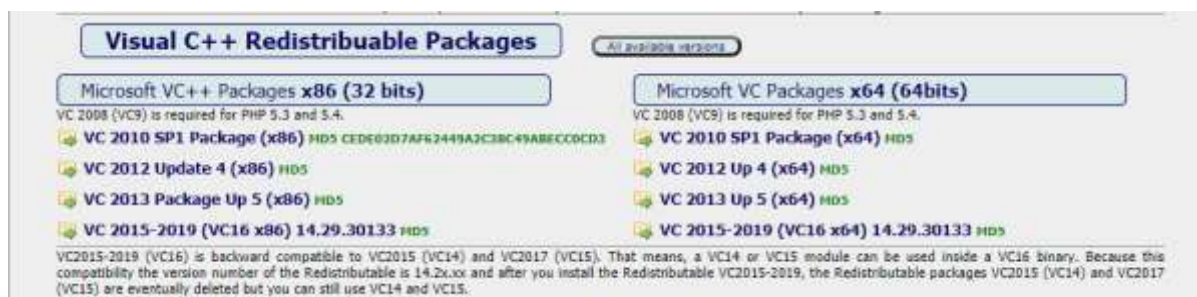 Visual C++ Redistribuable Packages
All available versions
Microsoft VC++ Packages x86 (32 bits)
VC 2008 (VC9) is required for PHP 5.3 and 5.4.
VC 2010 SP1 Package (x86) MD5 CEDE02D7AF62449A2C38C49ABECC0CD3
VC 2012 Update 4 (x86) MD5
VC 2013 Package Up 5 (x86) MD5
VC 2015-2019 (VC16 x86) 14.29.30133 MD5
Microsoft VC Packages x64 (64bits)
VC 2008 (VC9) is required for PHP 5.3 and 5.4.
VC 2010 SP1 Package (x64) MD5
VC 2012 Up 4 (x64) MD5
VC 2013 Up 5 (x64) MD5
VC 2015-2019 (VC16 x64) 14.29.30133 MD5
VC2015-2019 (VC16) is backward compatible to VC2015 (VC14) and VC2017 (VC15). That means, a VC14 or VC15 module can be used inside a VC16 binary. Because this
compatibility the version number of the Redistributable is 14.2x.xx and after you install the Redistributable VC2015-2019, the Redistributable packages VC2015 (VC14) and VC2017
(VC15) are eventually deleted but you can still use VC14 and VC15.